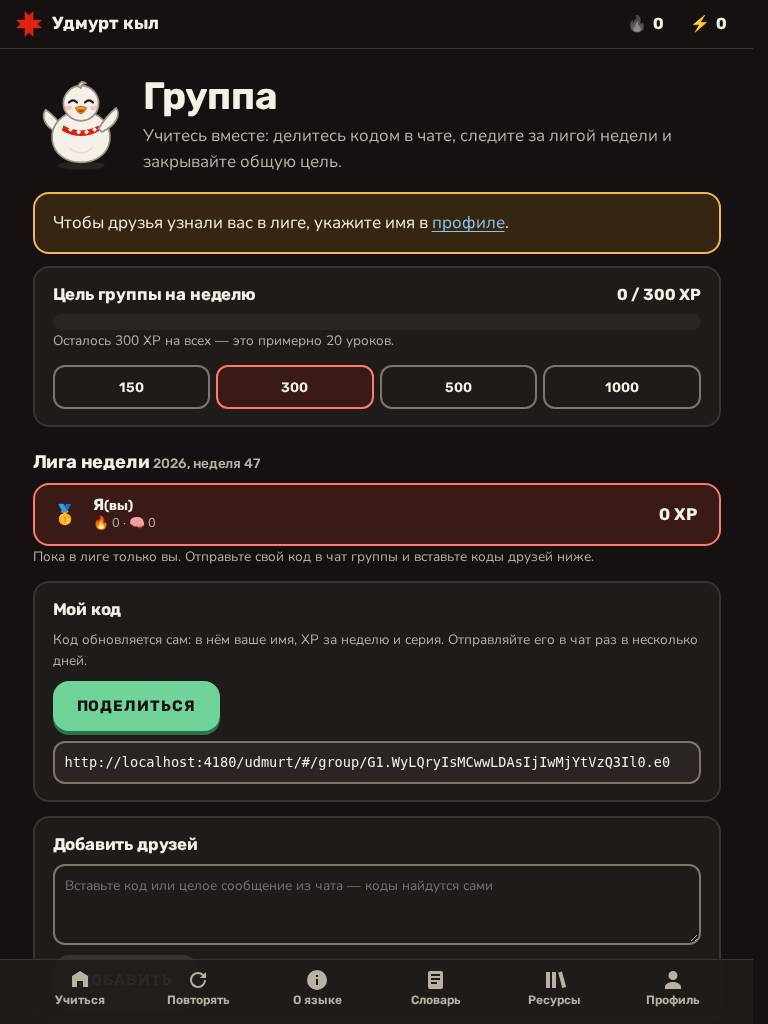 Удмурт кыл
0
0
Группа
Учитесь вместе: делитесь кодом в чате, следите за лигой недели и
закрывайте общую цель.
Чтобы друзья узнали вас в лиге, укажите имя в профиле.
Цель группы на неделю
0 / 300 XP
Осталось 300 XP на всех — это примерно 20 уроков.
150
300
500
1000
Лига недели 2026, неделя 47
Я(вы)
0 · 0
0 XP
Пока в лиге только вы. Отправьте свой код в чат группы и вставьте коды друзей ниже.
Мой код
Код обновляется сам: в нём ваше имя, XP за неделю и серия. Отправляйте его в чат раз в несколько
дней.
ПОДЕЛИТЬСЯ
http://localhost:4180/udmurt/#/group/G1.WyLQryIsMCwwLDAsIjIwMjYtVzQ3Il0.e0
Добавить друзей
Вставьте код или целое сообщение из чата — коды найдутся сами
Учиться
Повторять
О языке
Словарь
Ресурсы
Профиль